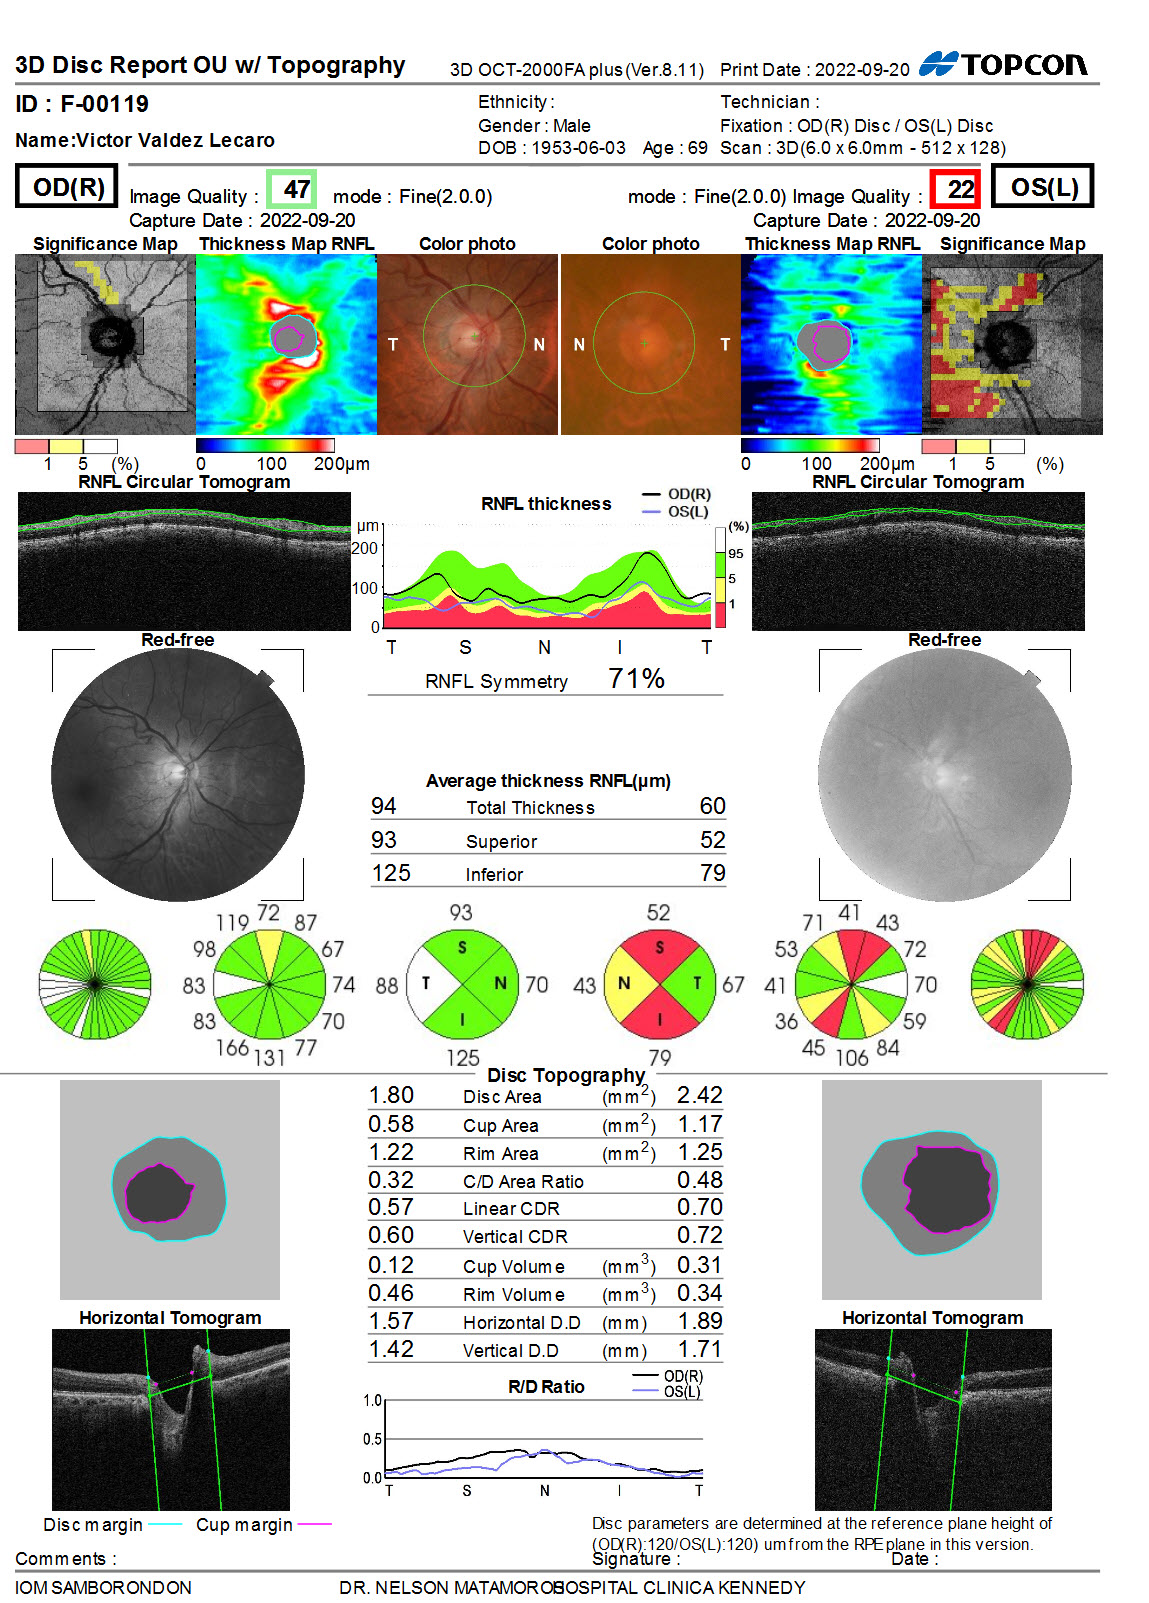 3D Disc Report OU w/ Topography 3D OCT-2000FA plus(Ver.8.11) Print Date : 2022-09-20 TOPCON
ID : F-00119 Ethnicity : Technician :
Name:Victor Valdez Lecaro Gender : Male Fixation : OD(R) Disc / OS(L) Disc
DOB : 1953-06-03 Age : 69 Scan : 3D(6.0 x 6.0mm - 512 x 128)
OD(R) Image Quality : 47 mode : Fine(2.0.0) mode : Fine(2.0.0) Image Quality : 22 OS(L)
Capture Date : 2022-09-20 Capture Date : 2022-09-20
Significance Map Thickness Map RNFL Color photo Color photo Thickness Map RNFL Significance Map
T N N T
1 5 (%) 0 100 200µm 0 100 200µm 1 5 (%)
RNFL Circular Tomogram RNFL Circular Tomogram
RNFL thickness OD(R)
OS(L)
µm (%)
200 95
100 5
0 1
T S N I T
Red-free Red-free
RNFL Symmetry 71%
Average thickness RNFL(µm)
94 Total Thickness 60
93 Superior 52
125 Inferior 79
119 72 87 93 52 71 41 43
98 67 S S 53 72
83 74 88 T N 70 43 N T 67 41 70
83 70 I I 36 59
166 131 77 125 79 45 106 84
Disc Topography
1.80 Disc Area (mm2) 2.42
0.58 Cup Area (mm2) 1.17
1.22 Rim Area (mm2) 1.25
0.32 C/D Area Ratio 0.48
0.57 Linear CDR 0.70
0.60 Vertical CDR 0.72
0.12 Cup Volume (mm3) 0.31
0.46 Rim Volume (mm3) 0.34
1.57 Horizontal D.D (mm) 1.89
1.42 Vertical D.D (mm) 1.71
Horizontal Tomogram Horizontal Tomogram
R/D Ratio OD(R)
OS(L)
1.0
0.5
0.0
T S N I T
Disc margin Cup margin
Disc parameters are determined at the reference plane height of
(OD(R):120/OS(L):120) um from the RPE plane in this version.
Comments : Signature : Date :
IOM SAMBORONDON DR. NELSON MATAMOROS HOSPITAL CLINICA KENNEDY